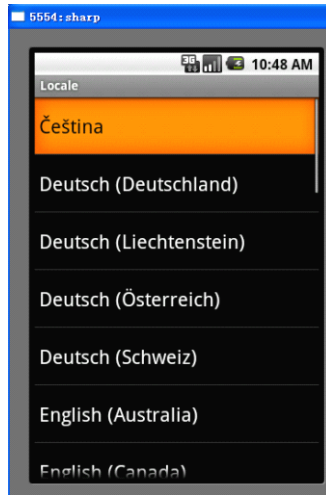 5554:sharp
3G 10:48 AM
Locale
Čeština
Deutsch (Deutschland)
Deutsch (Liechtenstein)
Deutsch (Österreich)
Deutsch (Schweiz)
English (Australia)
English (Canada)